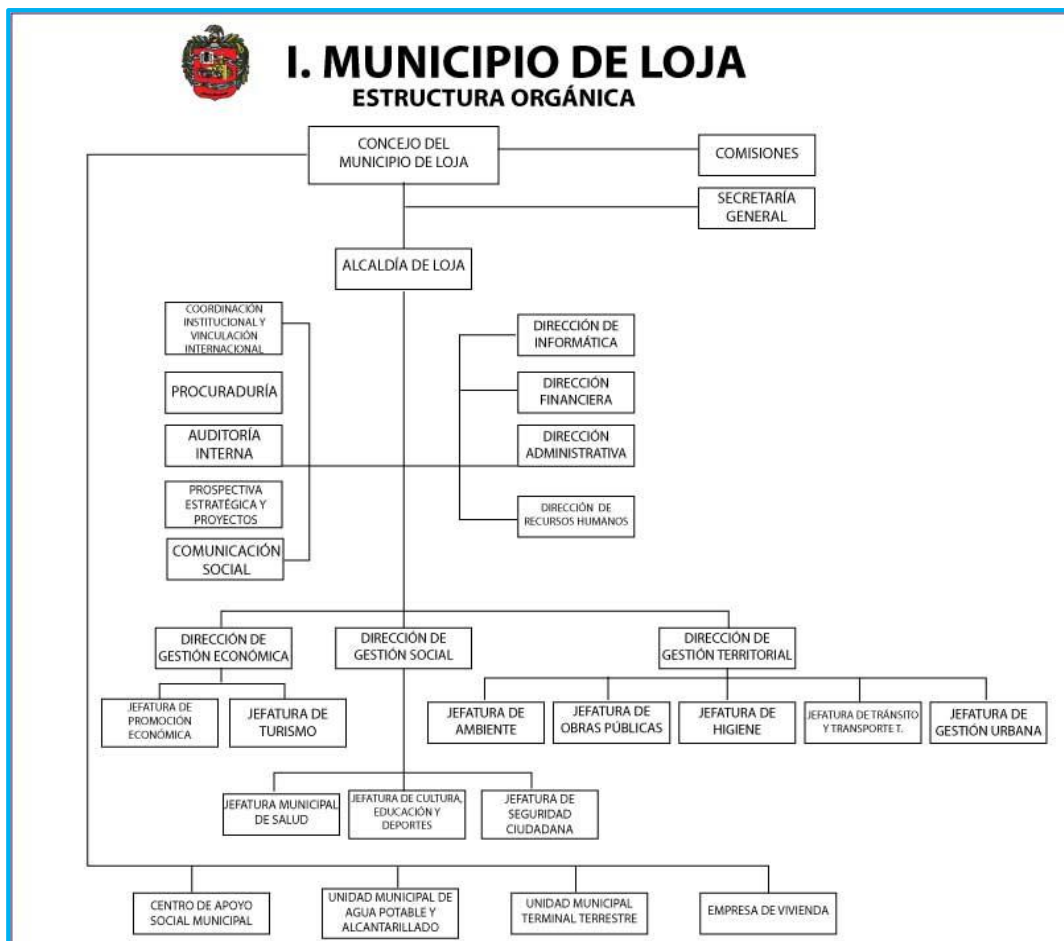 I. MUNICIPIO DE LOJA
ESTRUCTURA ORGÁNICA
CONCEJO DEL
MUNICIPIO DE LOJA
COMISIONES
SECRETARÍA
GENERAL
ALCALDÍA DE LOJA
COORDINACIÓN
INSTITUCIONAL Y
VINCULACIÓN
INTERNACIONAL
PROCURADURÍA
AUDITORÍA
INTERNA
PROSPECTIVA
ESTRATÉGICA Y
PROYECTOS
COMUNICACIÓN
SOCIAL
DIRECCIÓN DE
INFORMÁTICA
DIRECCIÓN
FINANCIERA
DIRECCIÓN
ADMINISTRATIVA
DIRECCIÓN DE
RECURSOS HUMANOS
DIRECCIÓN DE
GESTIÓN ECONÓMICA
DIRECCIÓN DE
GESTIÓN SOCIAL
DIRECCIÓN DE
GESTIÓN TERRITORIAL
JEFATURA DE
PROMOCIÓN
ECONÓMICA
JEFATURA DE
TURISMO
JEFATURA DE
AMBIENTE
JEFATURA DE
OBRAS PÚBLICAS
JEFATURA DE
HIGIENE
JEFATURA DE TRÁNSITO
Y TRANSPORTE T.
JEFATURA DE
GESTIÓN URBANA
JEFATURA MUNICIPAL
DE SALUD
JEFATURA DE CULTURA,
EDUCACIÓN Y
DEPORTES
JEFATURA DE
SEGURIDAD
CIUDADANA
CENTRO DE APOYO
SOCIAL MUNICIPAL
UNIDAD MUNICIPAL DE
AGUA POTABLE Y
ALCANTARILLADO
UNIDAD MUNICIPAL
TERMINAL TERRESTRE
EMPRESA DE VIVIENDA